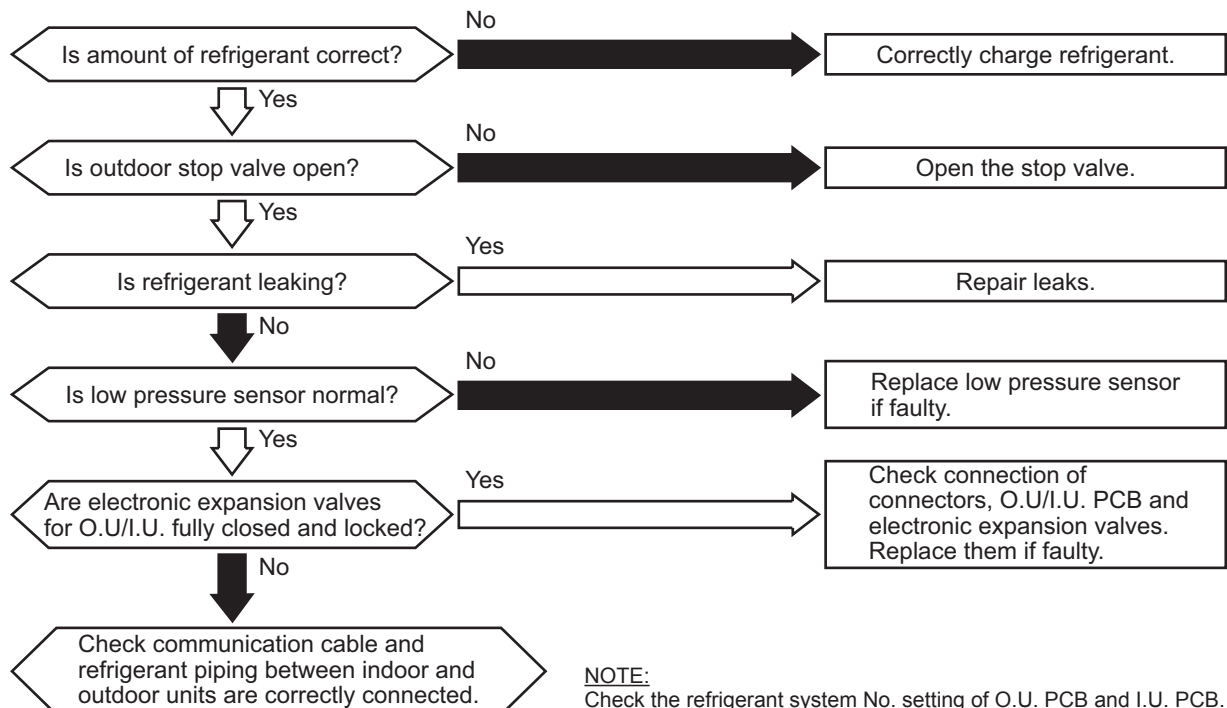 No
Is amount of refrigerant correct?
Correctly charge refrigerant.
Yes
No
Is outdoor stop valve open?
Open the stop valve.
Yes
Yes
Is refrigerant leaking?
Repair leaks.
No
No
Is low pressure sensor normal?
Replace low pressure sensor
if faulty.
Yes
Yes
Are electronic expansion valves
for O.U/I.U. fully closed and locked?
Check connection of
connectors, O.U/I.U. PCB and
electronic expansion valves.
Replace them if faulty.
No
Check communication cable and
refrigerant piping between indoor and
outdoor units are correctly connected.
NOTE:
Check the refrigerant system No. setting of O.U. PCB and I.U. PCB.